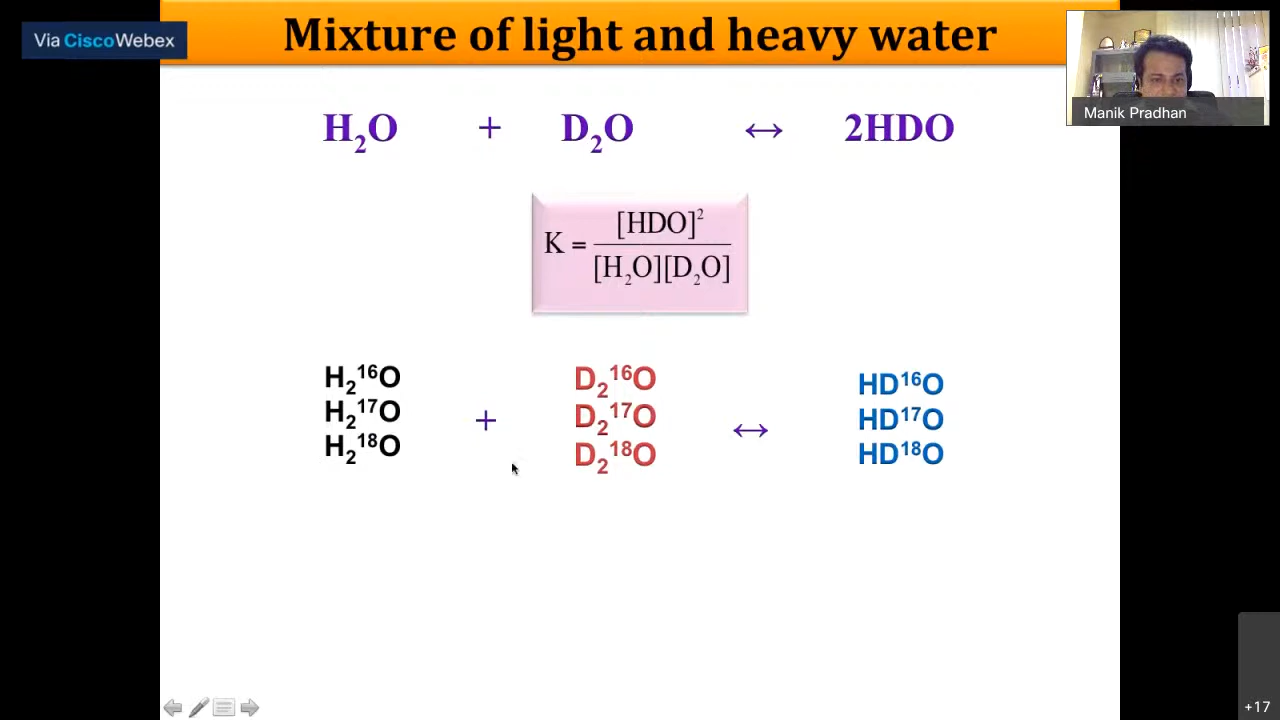 Via CiscoWebex
Mixture of light and heavy water
Manik Pradhan
H₂O + D₂O ↔ 2HDO
K = [HDO]² / [H₂O][D₂O]
H₂¹⁶O D₂¹⁶O HD¹⁶O
H₂¹⁷O + D₂¹⁷O ↔ HD¹⁷O
H₂¹⁸O D₂¹⁸O HD¹⁸O
+17